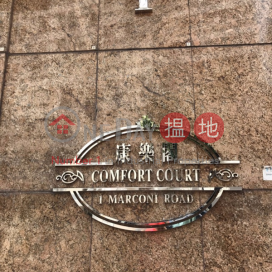 搵地
康樂閣
COMFORT COURT
1 MARCONI ROAD